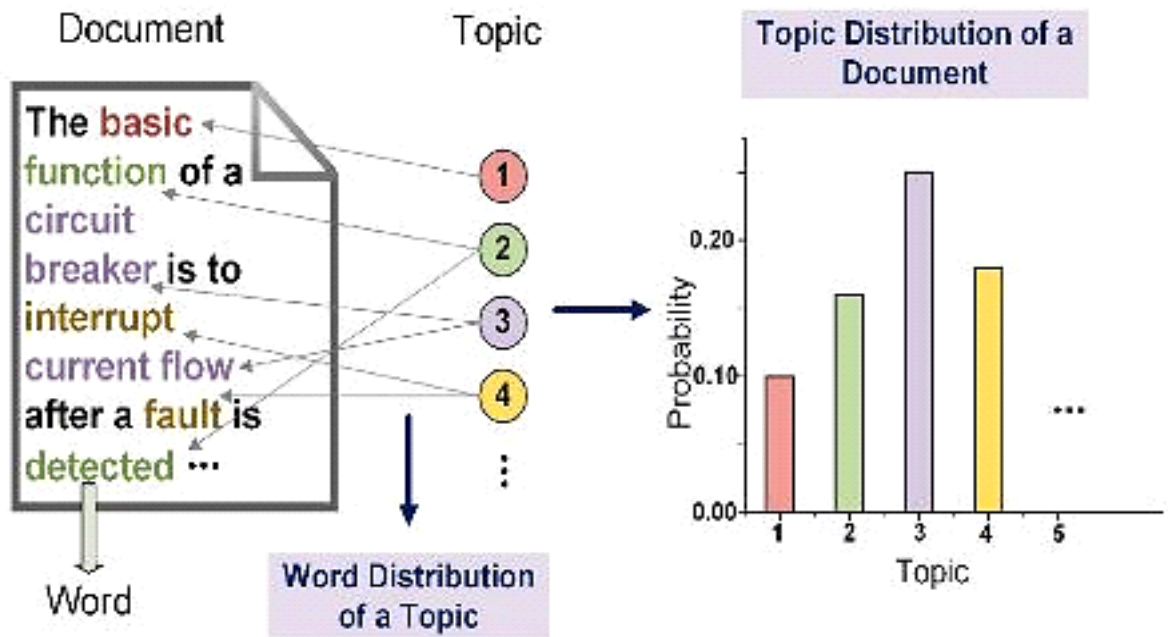 Document
The basic
function of a
circuit
breaker is to
interrupt
current flow
after a fault is
detected ...
Word
Topic
1
2
3
4
Word Distribution
of a Topic
Topic Distribution of a
Document
Probability
0.20
0.10
0.00
1 2 3 4 5
...
Topic